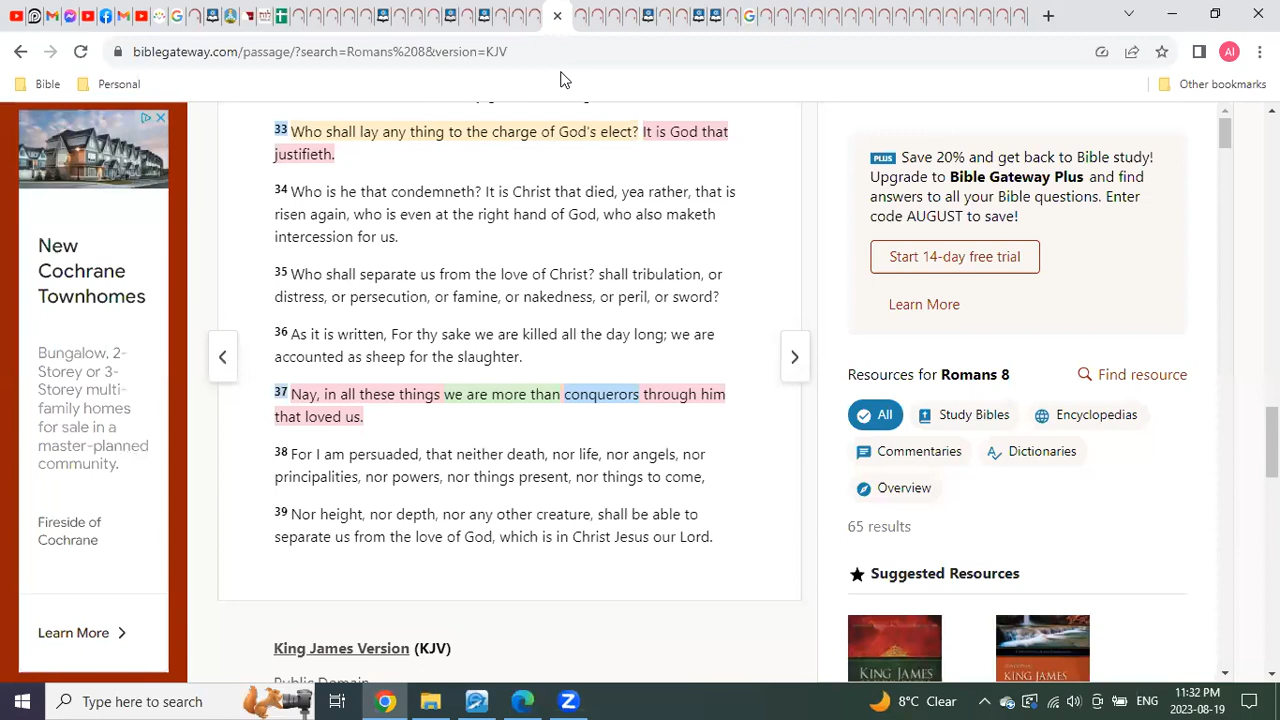 biblegateway.com/passage/?search=Romans%208&version=KJV
AI
Bible
Personal
Other bookmarks
New
Cochrane
Townhomes
Bungalow, 2-
Storey or 3-
Storey multi-
family homes
for sale in a
master-planned
community.
Fireside of
Cochrane
Learn More
33 Who shall lay any thing to the charge of God's elect? It is God that
justifieth.
34 Who is he that condemneth? It is Christ that died, yea rather, that is
risen again, who is even at the right hand of God, who also maketh
intercession for us.
35 Who shall separate us from the love of Christ? shall tribulation, or
distress, or persecution, or famine, or nakedness, or peril, or sword?
36 As it is written, For thy sake we are killed all the day long; we are
accounted as sheep for the slaughter.
37 Nay, in all these things we are more than conquerors through him
that loved us.
38 For I am persuaded, that neither death, nor life, nor angels, nor
principalities, nor powers, nor things present, nor things to come,
39 Nor height, nor depth, nor any other creature, shall be able to
separate us from the love of God, which is in Christ Jesus our Lord.
King James Version (KJV)
Public Domain
PLUS Save 20% and get back to Bible study!
Upgrade to Bible Gateway Plus and find
answers to all your Bible questions. Enter
code AUGUST to save!
Start 14-day free trial
Learn More
Resources for Romans 8
Find resource
All
Study Bibles
Encyclopedias
Commentaries
Dictionaries
Overview
65 results
Suggested Resources
KING JAMES
KING JAMES
Type here to search
8°C Clear
ENG
11:32 PM
2023-08-19